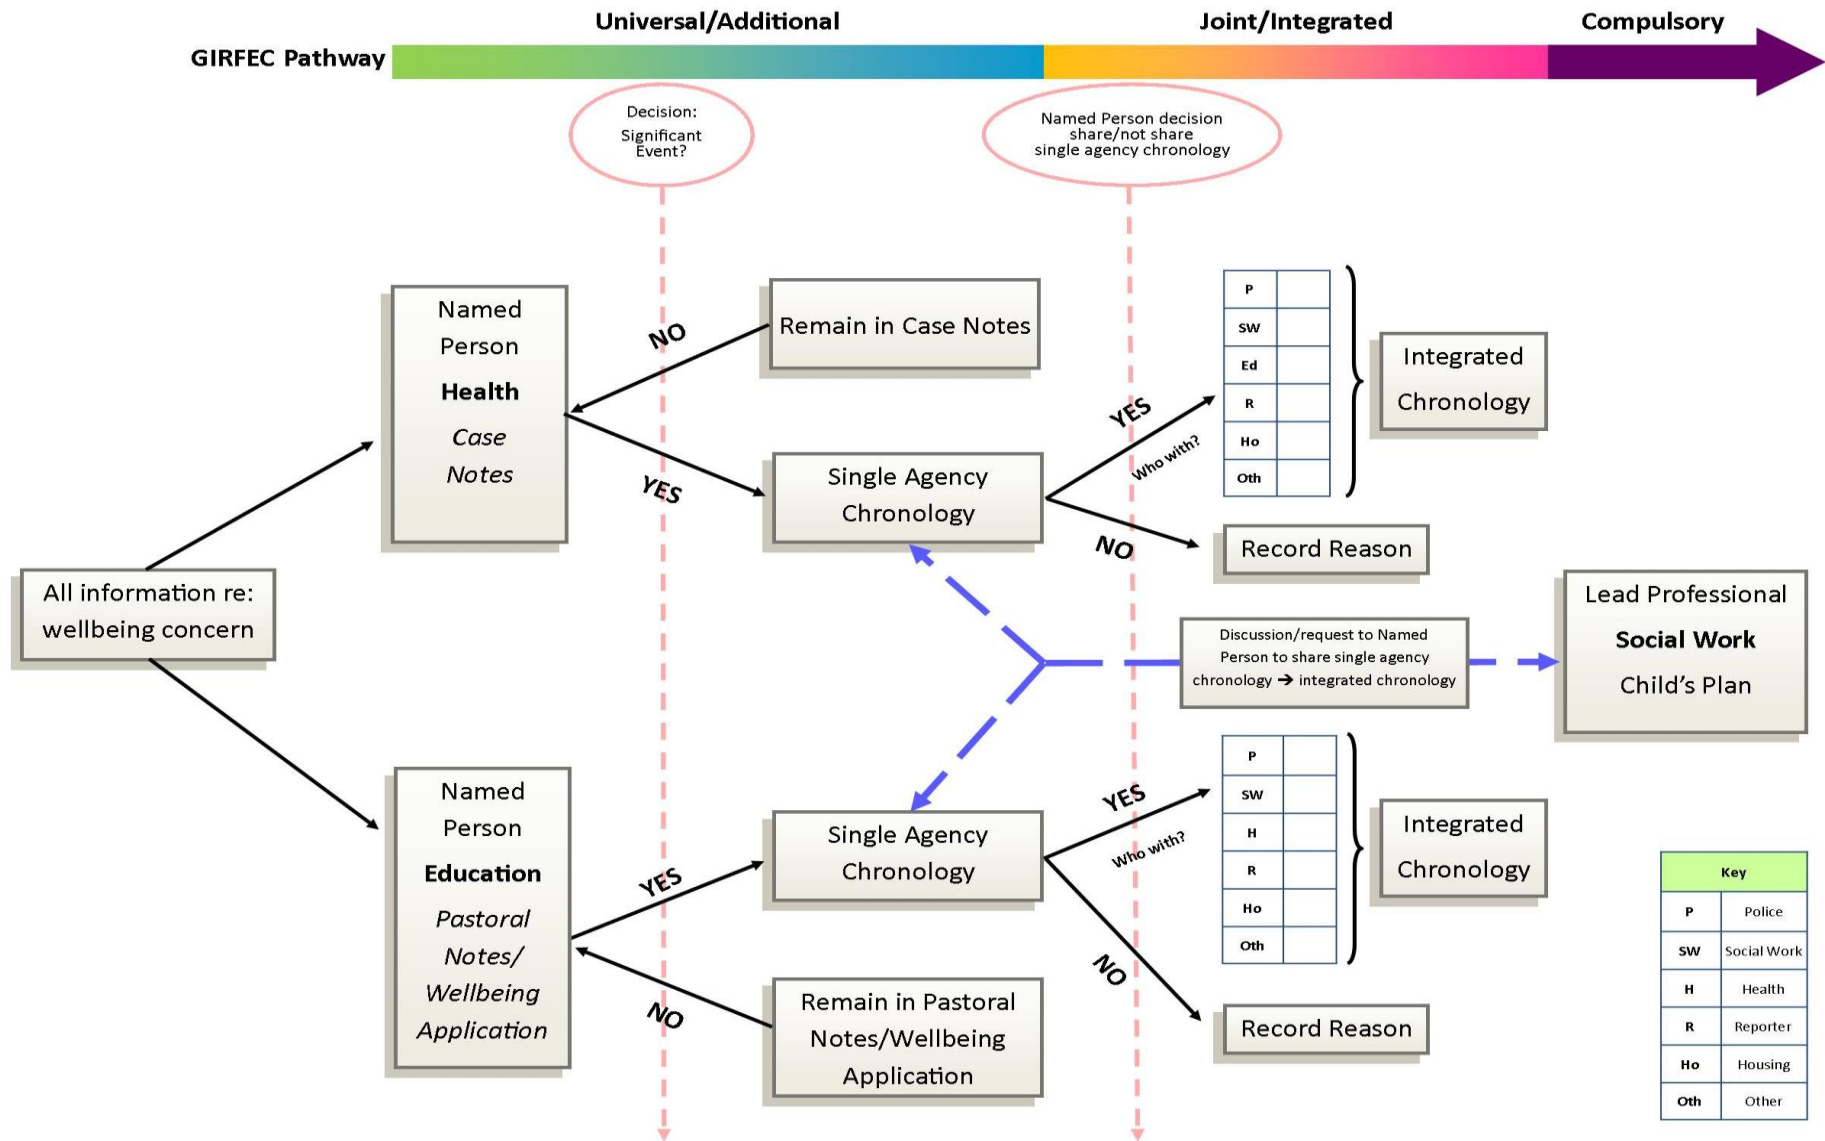 Universal/Additional
Joint/Integrated
Compulsory
GIRFEC Pathway
Decision:
Significant
Event?
Named Person decision
share/not share
single agency chronology
All information re:
wellbeing concern
Named
Person
Health
Case
Notes
NO
YES
Remain in Case Notes
Single Agency
Chronology
YES
Who with?
NO
P
SW
Ed
R
Ho
Oth
Integrated
Chronology
Record Reason
Discussion/request to Named
Person to share single agency
chronology ➔ integrated chronology
Lead Professional
Social Work
Child’s Plan
Named
Person
Education
Pastoral
Notes/
Wellbeing
Application
YES
NO
Single Agency
Chronology
Remain in Pastoral
Notes/Wellbeing
Application
YES
Who with?
NO
P
SW
H
R
Ho
Oth
Integrated
Chronology
Record Reason
Key
P Police
SW Social Work
H Health
R Reporter
Ho Housing
Oth Other